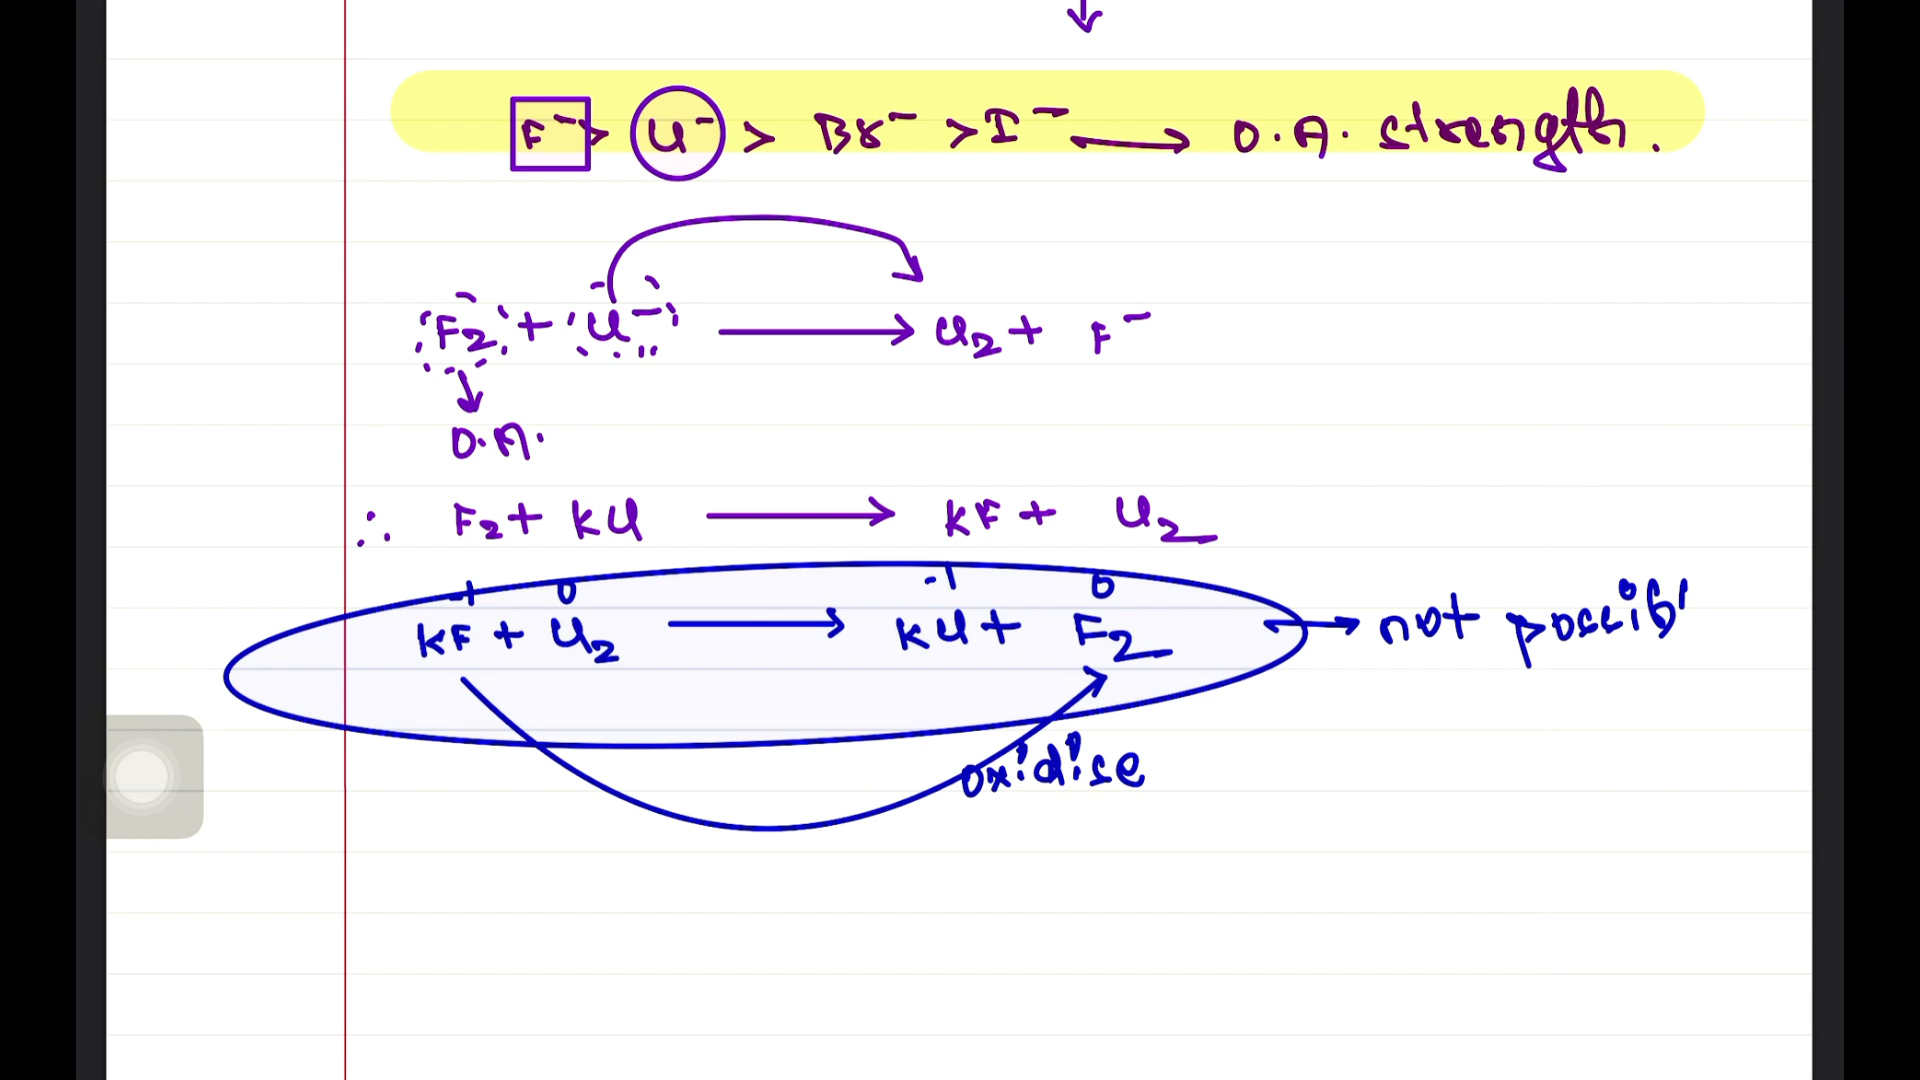 F⁻ > Cl⁻ > Br⁻ > I⁻ → O.A. strength.
F₂ + Cl⁻ → Cl₂ + F⁻
O.A.
∴ F₂ + KCl → KF + Cl₂
-1 0 -1 0
KF + Cl₂ → KCl + F₂ → not possibl
oxidise